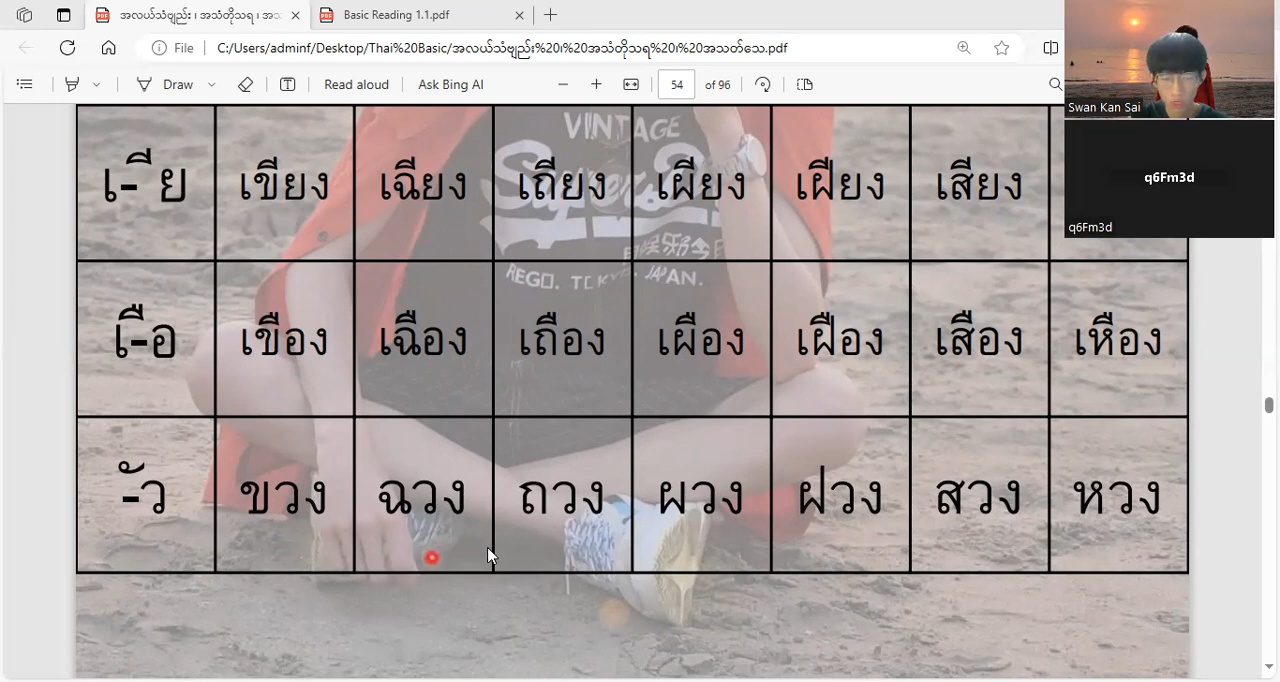 အလယ်သံဗျည်း ၊ အသံတိုသရ ၊
Basic Reading 1.1.pdf
File
C:/Users/adminf/Desktop/Thai%20Basic/အလယ်သံဗျည်း%20၊%20အသံတိုသရ%20၊%20အသတ်သေ.pdf
Draw
Read aloud
Ask Bing AI
54 of 96
Swan Kan Sai
q6Fm3d
q6Fm3d
VINTAGE
Superdry
REGO. TOKYO. JAPAN.
เ-ีย เขียง เฉียง เถียง เผียง เฝียง เสียง
เ-ือ เขือง เฉือง เถือง เผือง เฝือง เสือง เหือง
-ัว ขวง ฉวง ถวง ผวง ฝวง สวง หวง